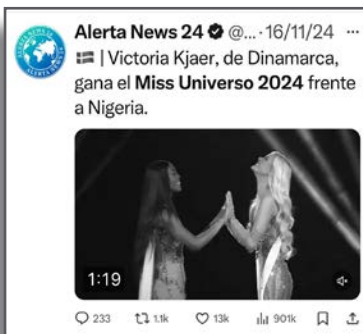 Alerta News 24 @... · 16/11/24 ...
| Victoria Kjaer, de Dinamarca,
gana el Miss Universo 2024 frente
a Nigeria.
1:19
233 1.1k 13k 901k